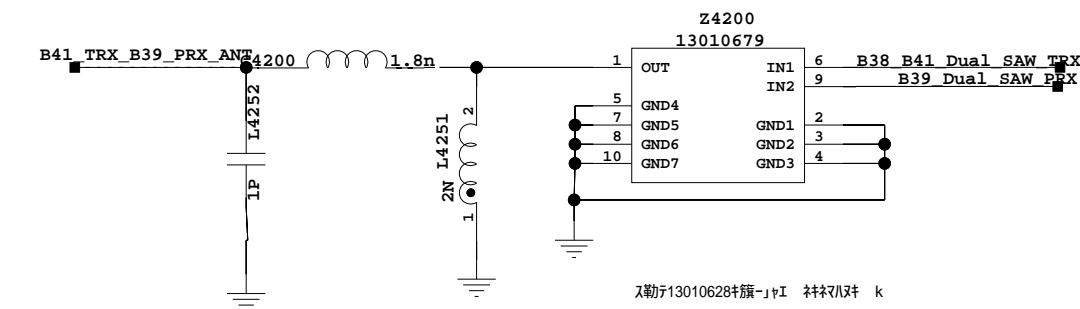 Z4200
13010679
B41_TRX_B39_PRX_ANT
4200
1.8n
1
OUT
IN1
6
B38_B41_Dual_SAW_TRX
IN2
9
B39_Dual_SAW_PRX
L4252
1P
2
L4251
2N
1
5
GND4
7
GND5
GND1
2
8
GND6
GND2
3
10
GND7
GND3
4